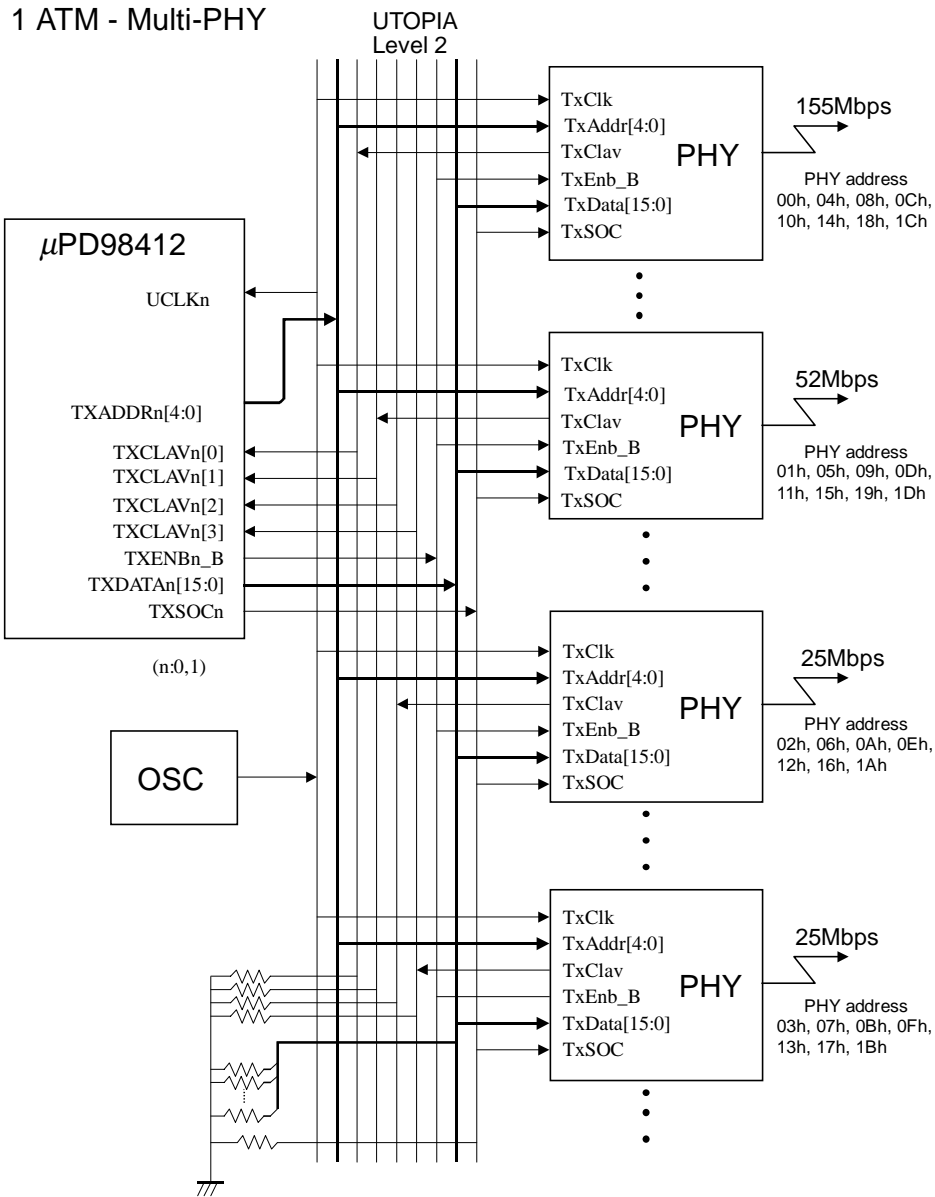 1 ATM - Multi-PHY
UTOPIA
Level 2
μPD98412
UCLKn
TXADDRn[4:0]
TXCLAVn[0]
TXCLAVn[1]
TXCLAVn[2]
TXCLAVn[3]
TXENBn_B
TXDATAn[15:0]
TXSOCn
(n:0,1)
OSC
TxClk
TxAddr[4:0]
TxClav
TxEnb_B
TxData[15:0]
TxSOC
PHY
155Mbps
PHY address
00h, 04h, 08h, 0Ch,
10h, 14h, 18h, 1Ch
TxClk
TxAddr[4:0]
TxClav
TxEnb_B
TxData[15:0]
TxSOC
PHY
52Mbps
PHY address
01h, 05h, 09h, 0Dh,
11h, 15h, 19h, 1Dh
TxClk
TxAddr[4:0]
TxClav
TxEnb_B
TxData[15:0]
TxSOC
PHY
25Mbps
PHY address
02h, 06h, 0Ah, 0Eh,
12h, 16h, 1Ah
TxClk
TxAddr[4:0]
TxClav
TxEnb_B
TxData[15:0]
TxSOC
PHY
25Mbps
PHY address
03h, 07h, 0Bh, 0Fh,
13h, 17h, 1Bh